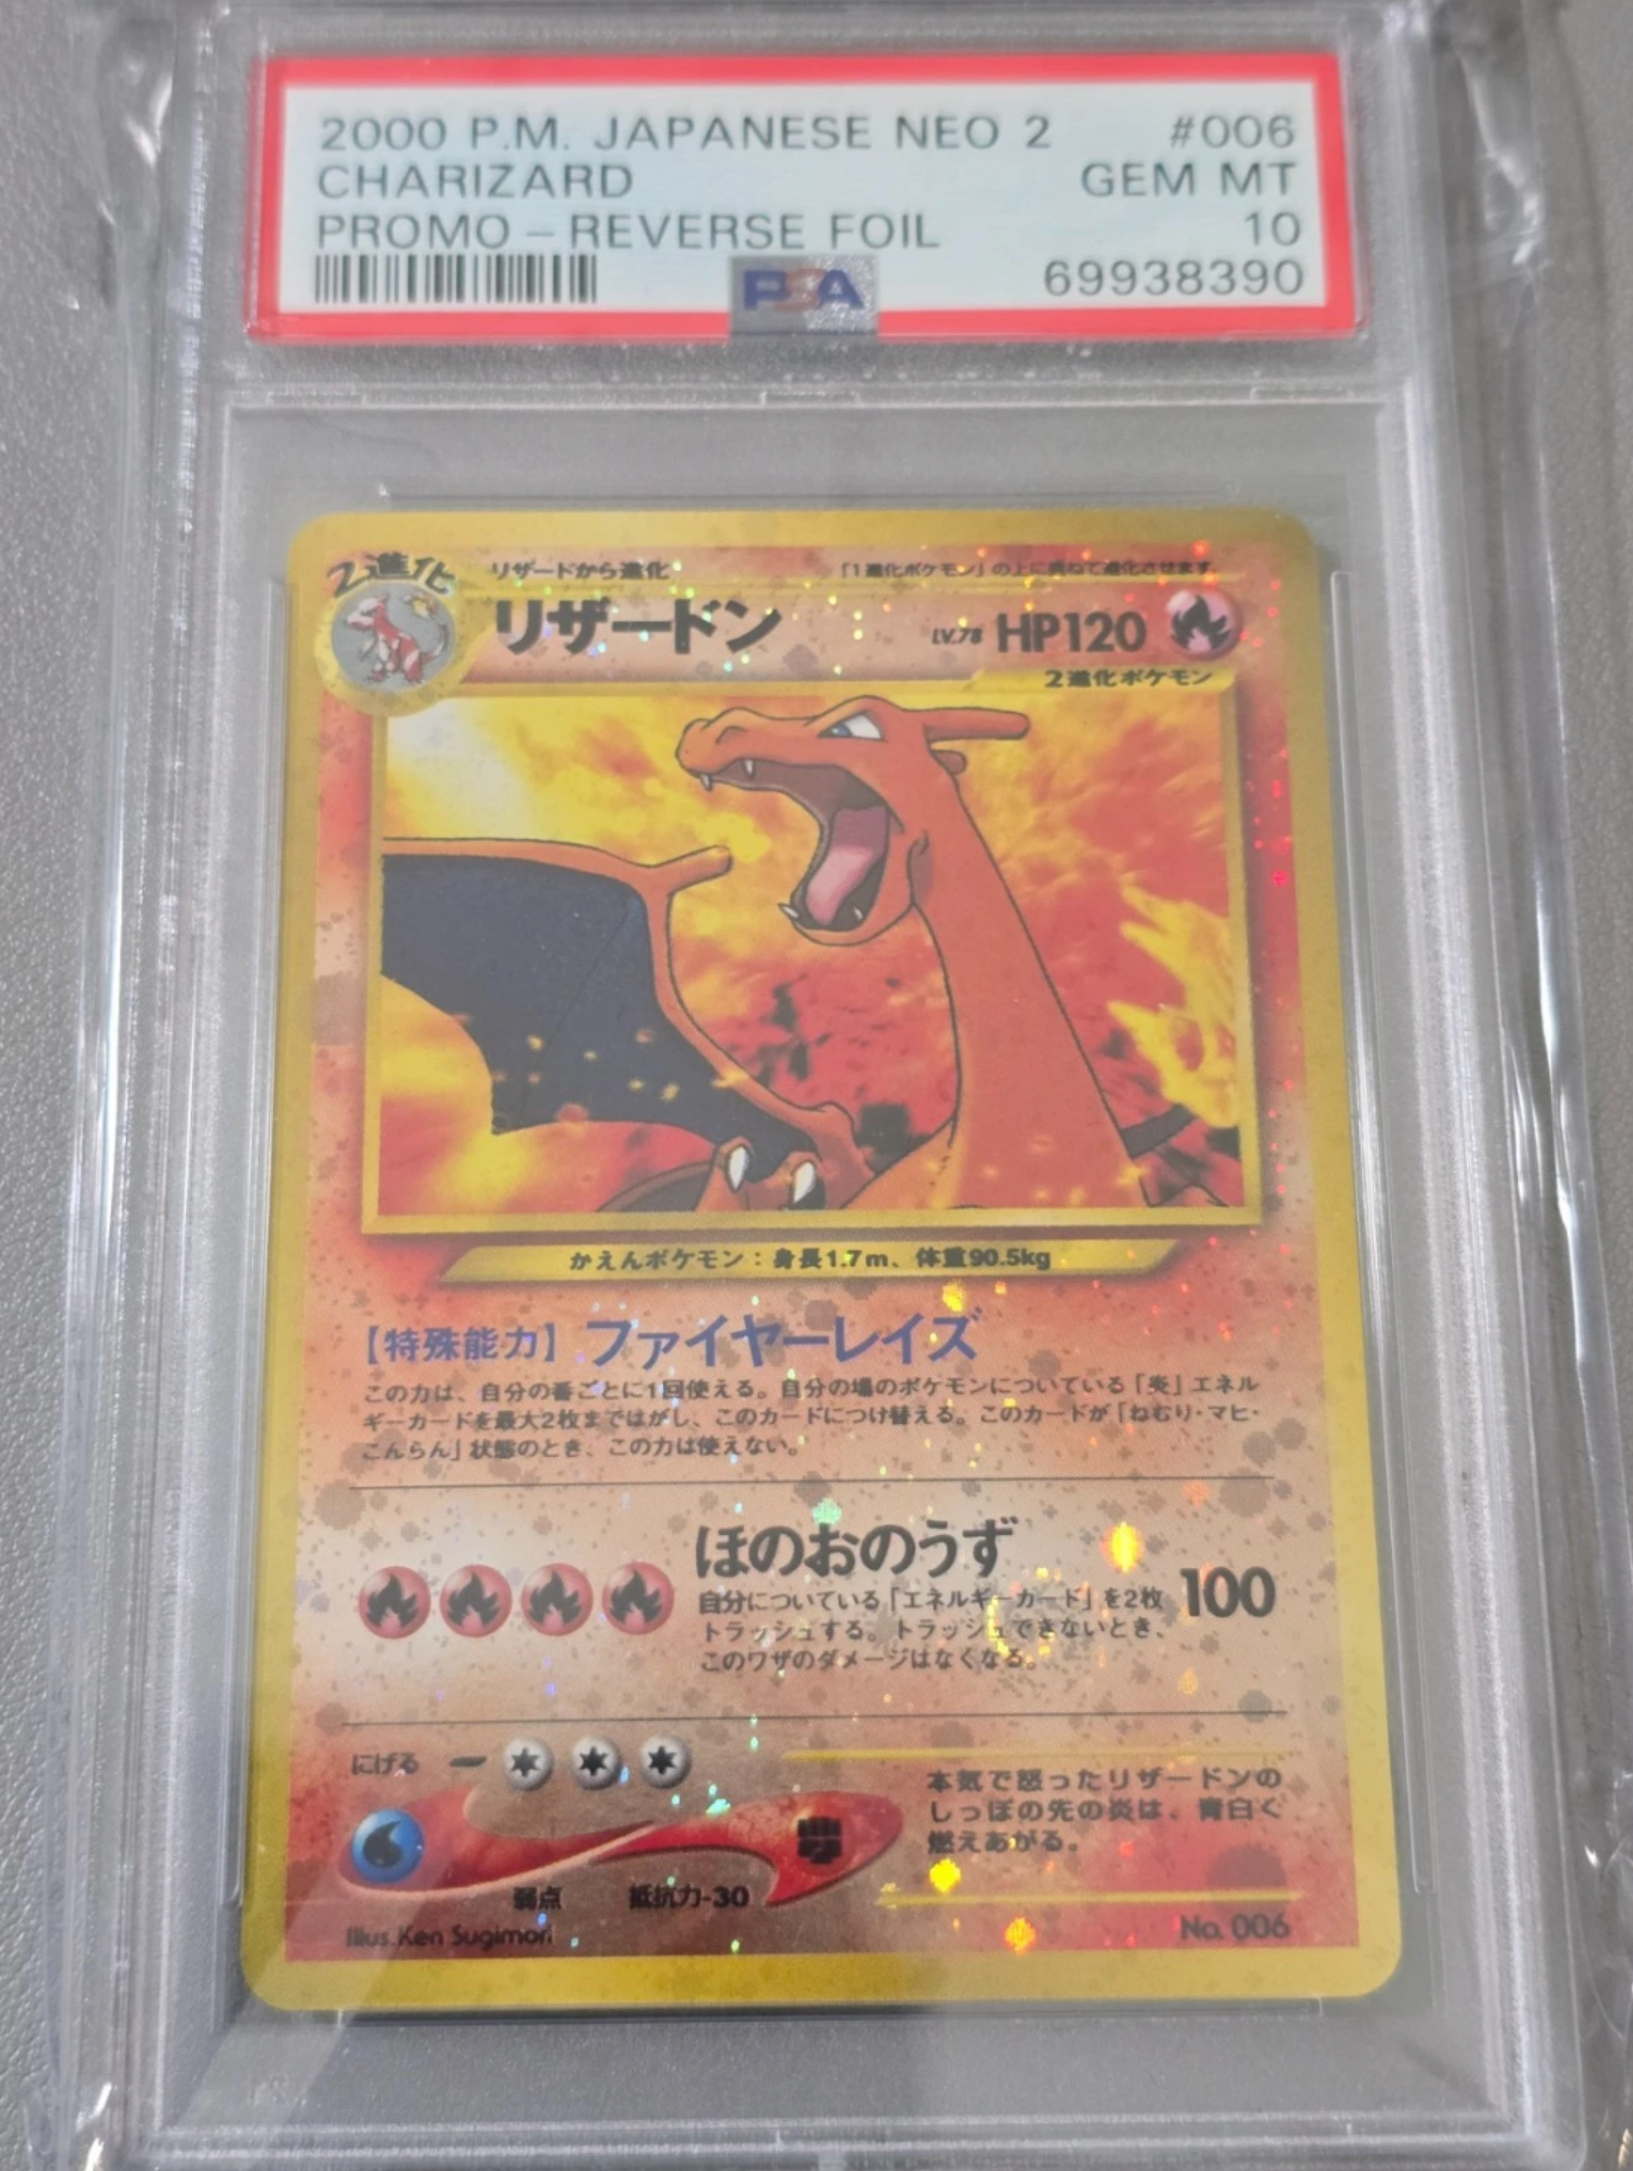 2000 P.M. JAPANESE NEO 2 #006
CHARIZARD GEM MT
PROMO - REVERSE FOIL 10
PSA 69938390
2進化 リザードから進化 「1進化ポケモン」の上に重ねて進化させます
リザードン LV.78 HP120
2進化ポケモン
かえんポケモン：身長1.7m、体重90.5kg
【特殊能力】ファイヤーレイズ
この力は、自分の番ごとに1回使える。自分の場のポケモンについている「炎」エネル
ギーカードを最大2枚まではがし、このカードにつけ替える。このカードが「ねむり・マヒ・
こんらん」状態のとき、この力は使えない。
ほのおのうず 100
自分についている「エネルギーカード」を2枚
トラッシュする。トラッシュできないとき、
このワザのダメージはなくなる。
にげる
本気で怒ったリザードンの
しっぽの先の炎は、青白く
燃えあがる。
弱点 抵抗力-30
Illus. Ken Sugimori No. 006